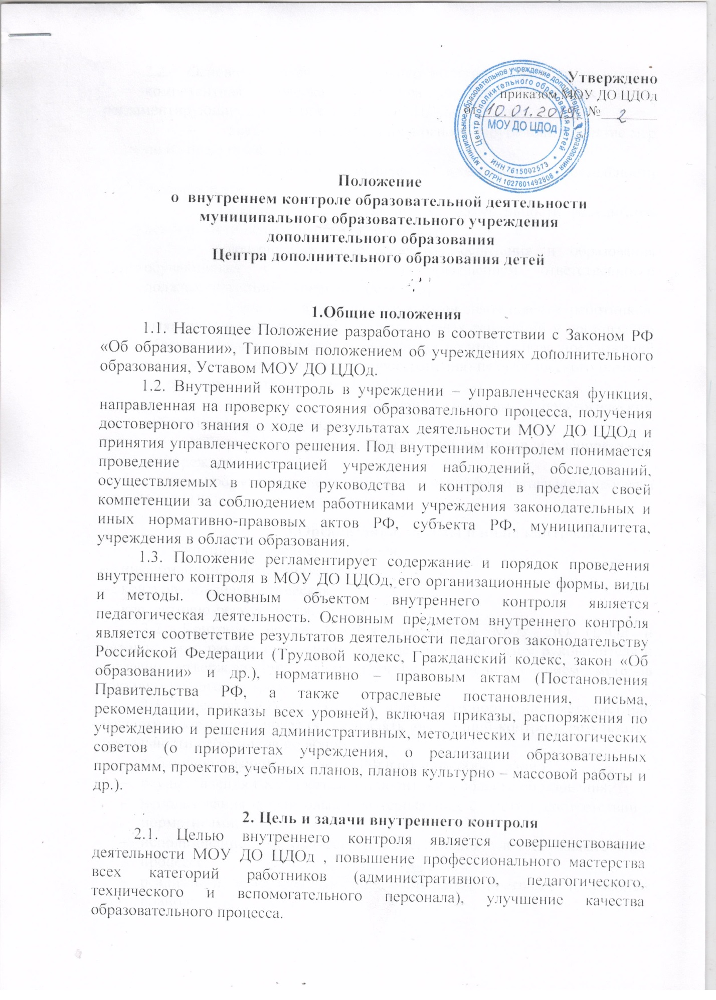 Утверждено
приказом МОУ ДО ЦДОд
от 10.01.2019 № 2
Муниципальное образовательное учреждение дополнительного образования
ОГРН 1027601492806
Центр дополнительного образования детей
ИНН 7615002573
МОУ ДО ЦДОд
Положение
о внутреннем контроле образовательной деятельности
муниципального образовательного учреждения
дополнительного образования
Центра дополнительного образования детей
1.Общие положения
1.1. Настоящее Положение разработано в соответствии с Законом РФ
«Об образовании», Типовым положением об учреждениях дополнительного
образования, Уставом МОУ ДО ЦДОд.
1.2. Внутренний контроль в учреждении – управленческая функция,
направленная на проверку состояния образовательного процесса, получения
достоверного знания о ходе и результатах деятельности МОУ ДО ЦДОд и
принятия управленческого решения. Под внутренним контролем понимается
проведение администрацией учреждения наблюдений, обследований,
осуществляемых в порядке руководства и контроля в пределах своей
компетенции за соблюдением работниками учреждения законодательных и
иных нормативно-правовых актов РФ, субъекта РФ, муниципалитета,
учреждения в области образования.
1.3. Положение регламентирует содержание и порядок проведения
внутреннего контроля в МОУ ДО ЦДОд, его организационные формы, виды
и методы. Основным объектом внутреннего контроля является
педагогическая деятельность. Основным предметом внутреннего контроля
является соответствие результатов деятельности педагогов законодательству
Российской Федерации (Трудовой кодекс, Гражданский кодекс, закон «Об
образовании» и др.), нормативно – правовым актам (Постановления
Правительства РФ, а также отраслевые постановления, письма,
рекомендации, приказы всех уровней), включая приказы, распоряжения по
учреждению и решения административных, методических и педагогических
советов (о приоритетах учреждения, о реализации образовательных
программ, проектов, учебных планов, планов культурно – массовой работы и
др.).
2. Цель и задачи внутреннего контроля
2.1. Целью внутреннего контроля является совершенствование
деятельности МОУ ДО ЦДОд , повышение профессионального мастерства
всех категорий работников (административного, педагогического,
технического и вспомогательного персонала), улучшение качества
образовательного процесса.